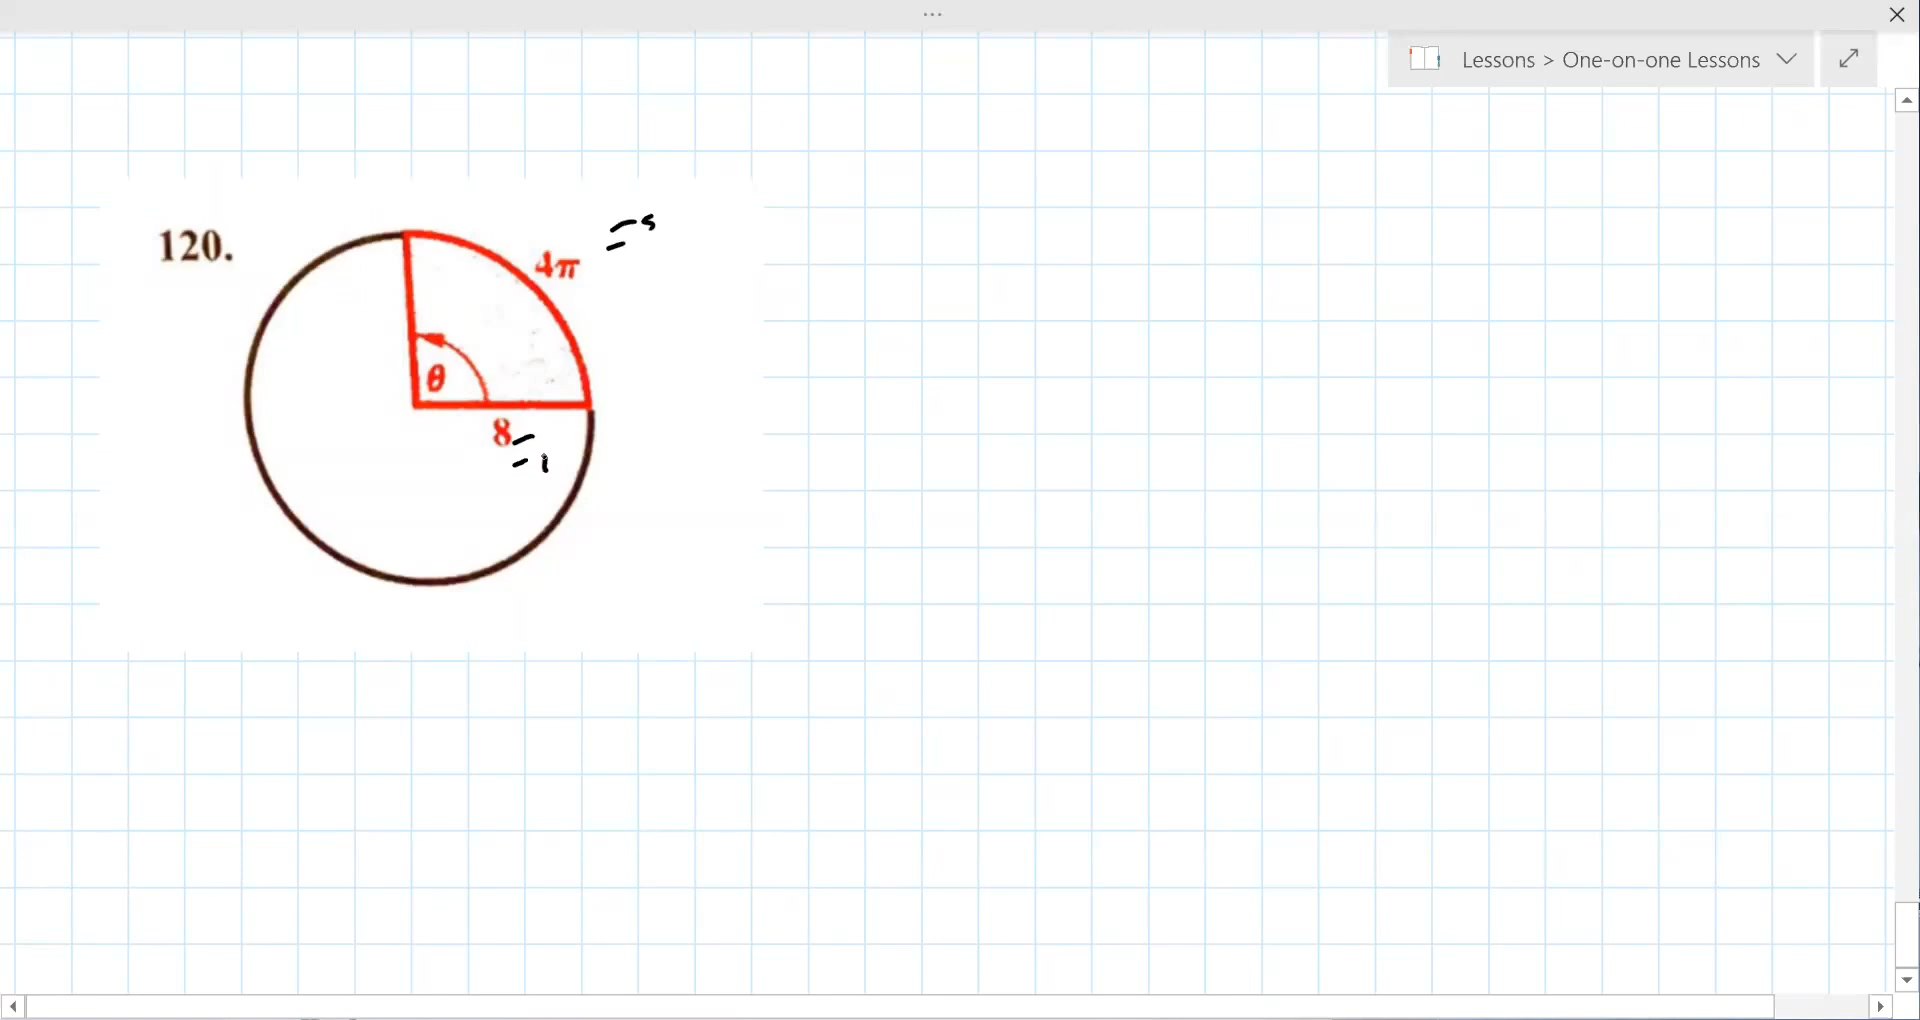 ...
Lessons > One-on-one Lessons
120.
4π
= s
θ
8
=